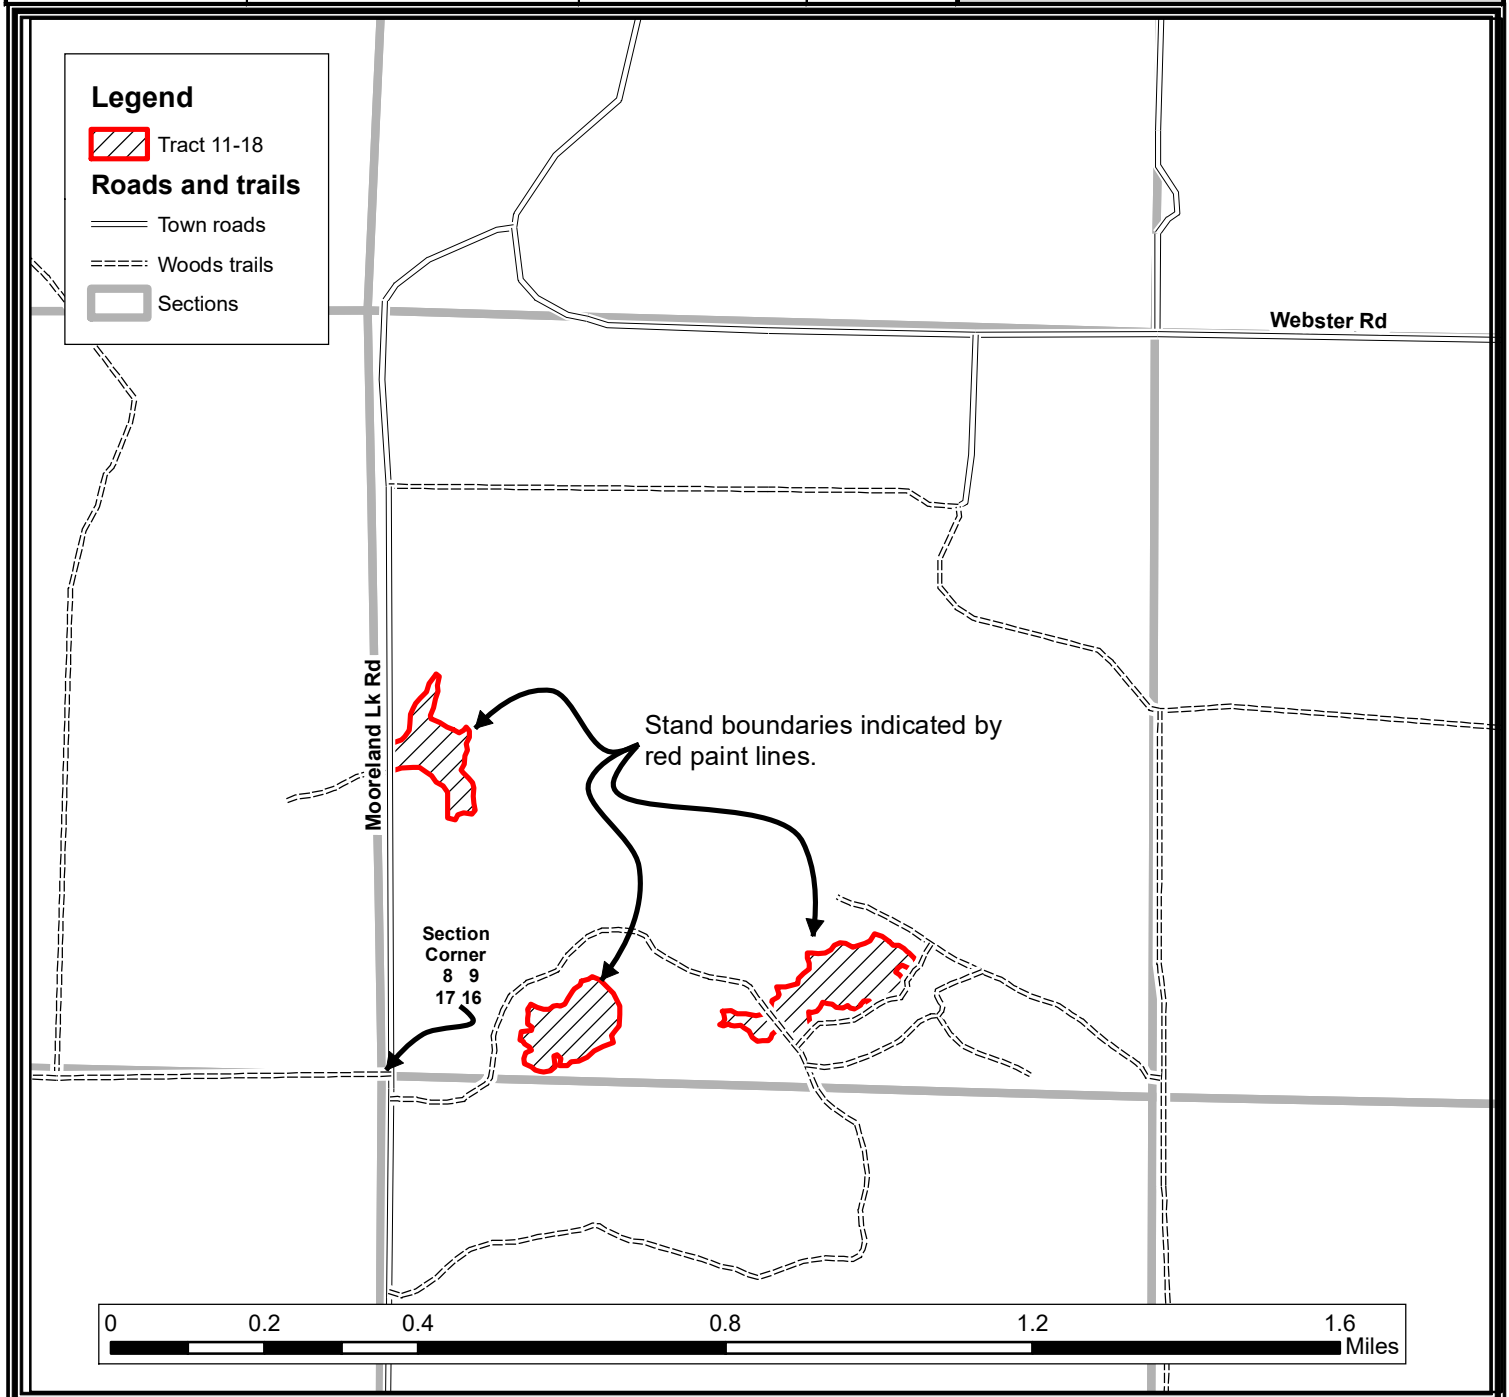 Legend
Tract 11-18
Roads and trails
Town roads
Woods trails
Sections
Webster Rd
Mooreland Lk Rd
Stand boundaries indicated by
red paint lines.
Section
Corner
8 9
17 16
0 0.2 0.4 0.8 1.2 1.6
Miles